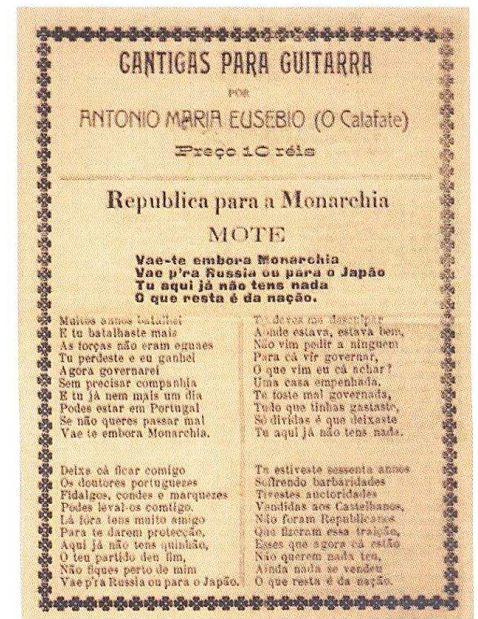 CANTIGAS PARA GUITARRA
POR
ANTONIO MARIA EUSEBIO (O Calafate)
Preço 10 réis
Republica para a Monarchia
MOTE
Vae-te embora Monarchia
Vae p'ra Russia ou para o Japão
Tu aqui já não tens nada
O que resta é da nação.
Muitos annos batalhei
E tu batalhaste mais
As forças não eram eguaes
Tu perdeste e eu ganhei
Agora governarei
Sem precisar companhia
E tu já nem mais um dia
Podes estar em Portugal
Se não queres passar mal
Vae te embora Monarchia.
Deixa cá ficar comigo
Os doutores portuguezes
Fidalgos, condes e marquezes
Podes leval-os comtigo.
Lá fóra tens muito amigo
Para te darem protecção,
Aqui já não tens quinhão,
O teu partido deu fim,
Não fiques perto de mim
Vae p'ra Russia ou para o Japão.
Tu deves me desculpar
Aonde estava, estava bem,
Não vim pedir a ninguem
Para cá vir governar,
O que vim eu cá achar?
Uma casa empenhada,
Tu foste mal governada,
Tudo que tinhas gastaste,
Só dividas é que deixaste
Tu aqui já não tens nada.
Tu estiveste sessenta annos
Soffrendo barbaridades
Tivestes auctoridades
Vendidas aos Castelhanos,
Não foram Republicanos
Que fizeram essa traição,
Esses que agora cá estão
Não querem nada teu,
Ainda nada se vendeu
O que resta é da nação.